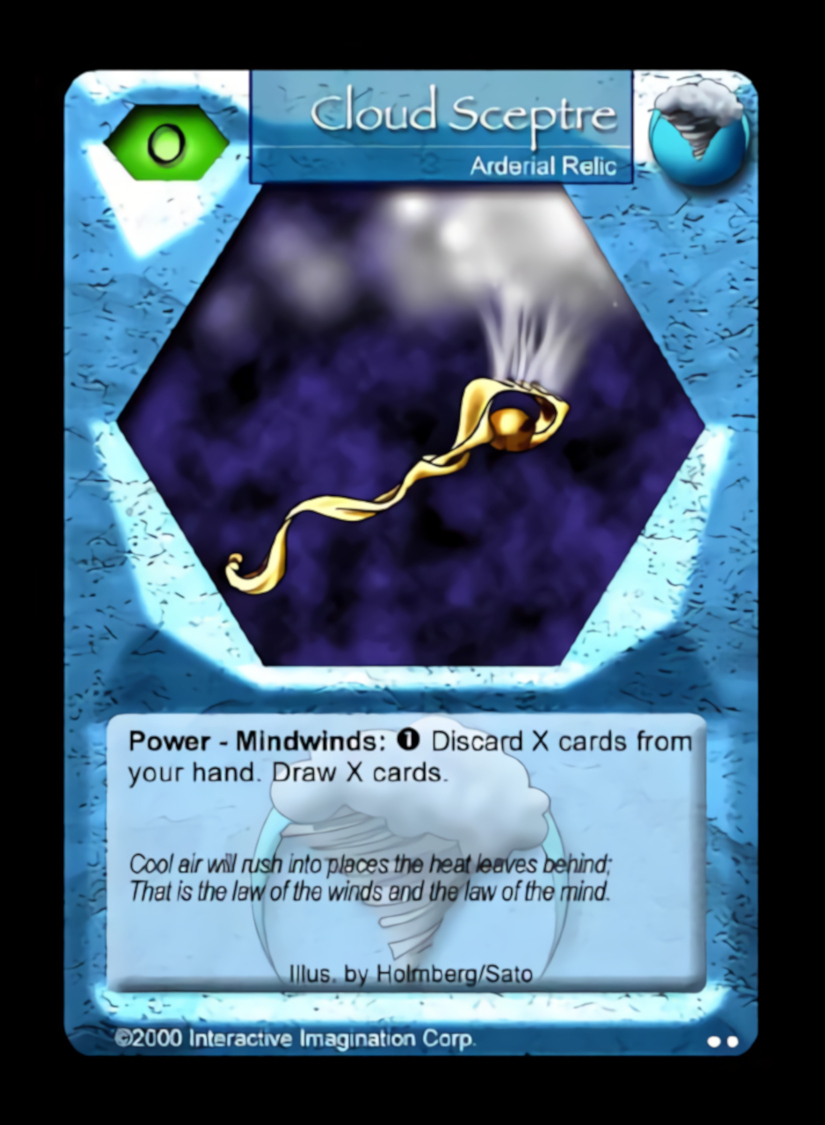 0
Cloud Sceptre
Arderial Relic
Power - Mindwinds: ❶ Discard X cards from
your hand. Draw X cards.
Cool air will rush into places the heat leaves behind;
That is the law of the winds and the law of the mind.
Illus. by Holmberg/Sato
©2000 Interactive Imagination Corp.